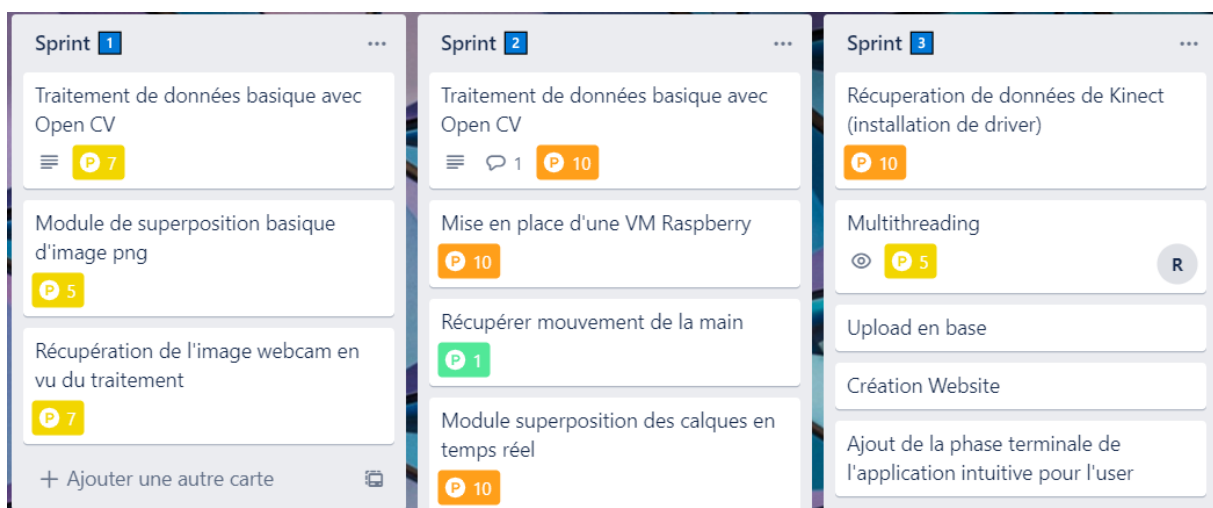 Sprint 1
Traitement de données basique avec
Open CV
P 7
Module de superposition basique
d'image png
P 5
Récupération de l'image webcam en
vu du traitement
P 7
+ Ajouter une autre carte
Sprint 2
Traitement de données basique avec
Open CV
1 P 10
Mise en place d'une VM Raspberry
P 10
Récupérer mouvement de la main
P 1
Module superposition des calques en
temps réel
P 10
Sprint 3
Récuperation de données de Kinect
(installation de driver)
P 10
Multithreading
P 5 R
Upload en base
Création Website
Ajout de la phase terminale de
l'application intuitive pour l'user